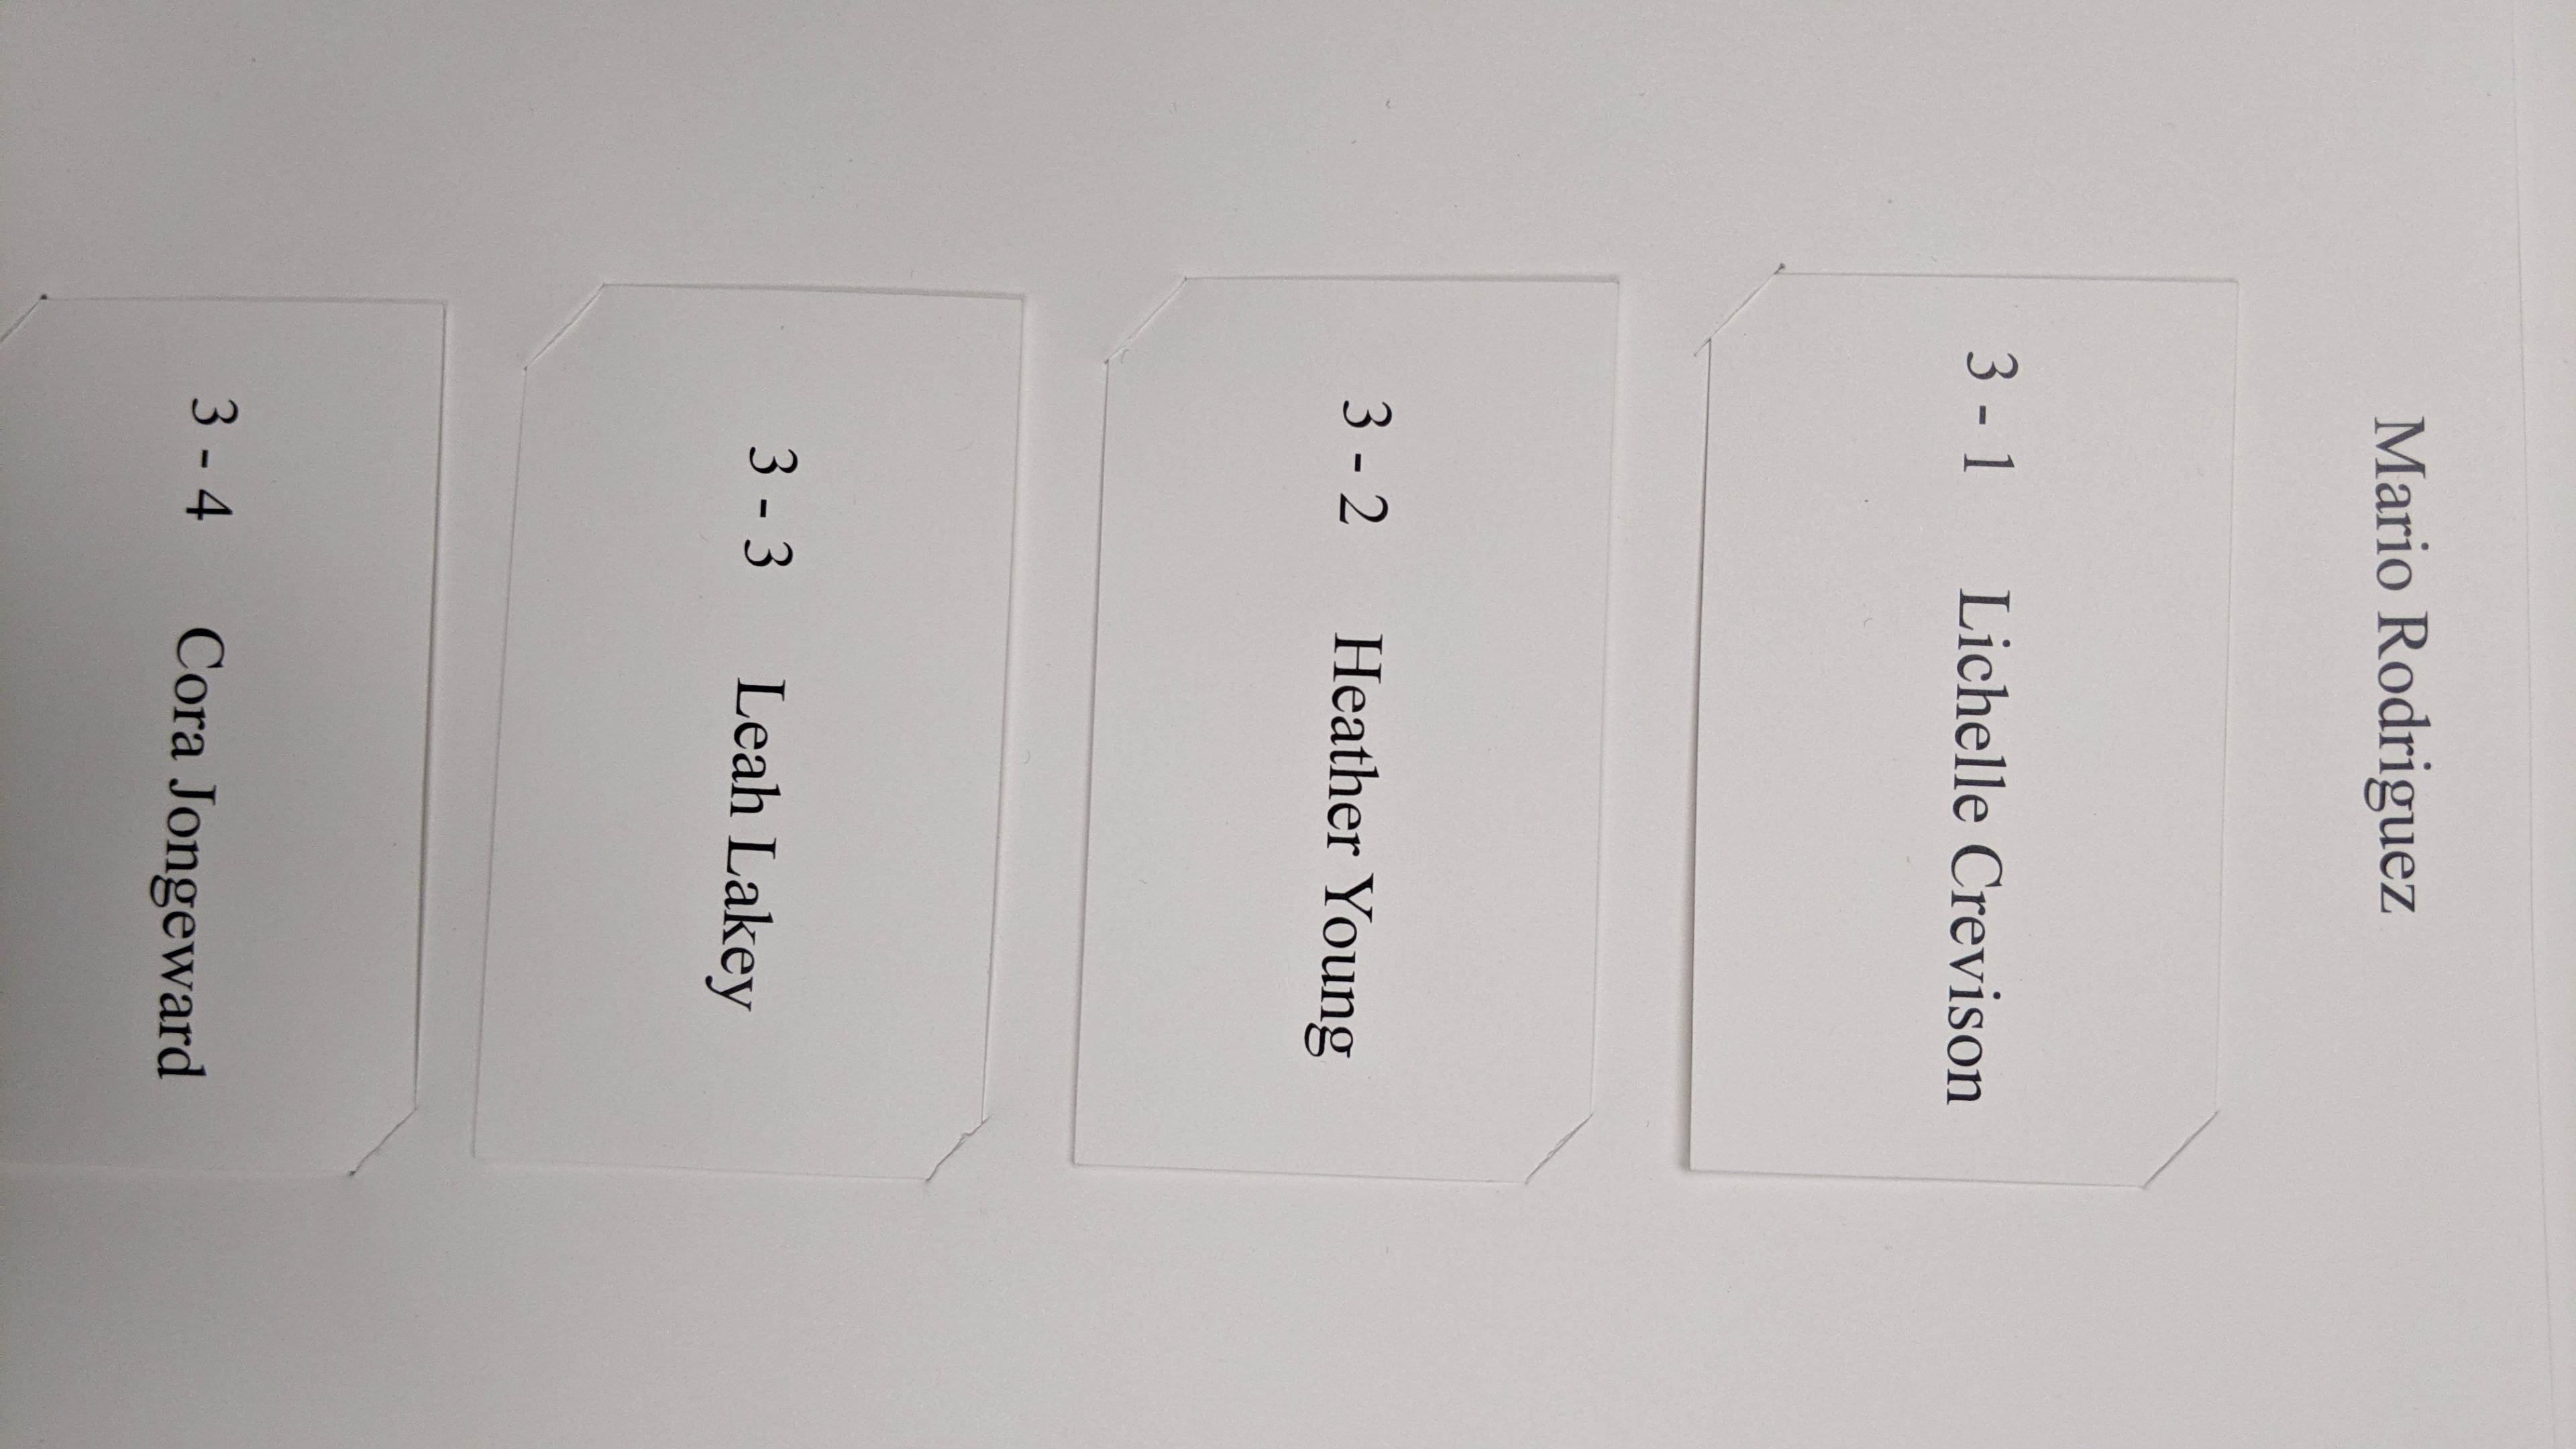 Mario Rodriguez
3 - 1 Lichelle Crevison
3 - 2 Heather Young
3 - 3 Leah Lakey
3 - 4 Cora Jongeward